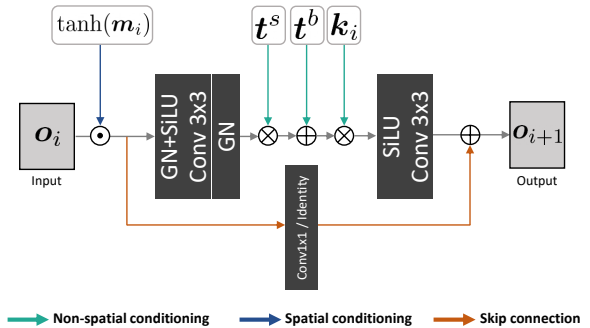 tanh(m_i)
t^s
t^b
k_i
o_i
Input
GN+SiLU
Conv 3x3
GN
SiLU
Conv 3x3
o_{i+1}
Output
Conv1x1 / Identity
Non-spatial conditioning
Spatial conditioning
Skip connection